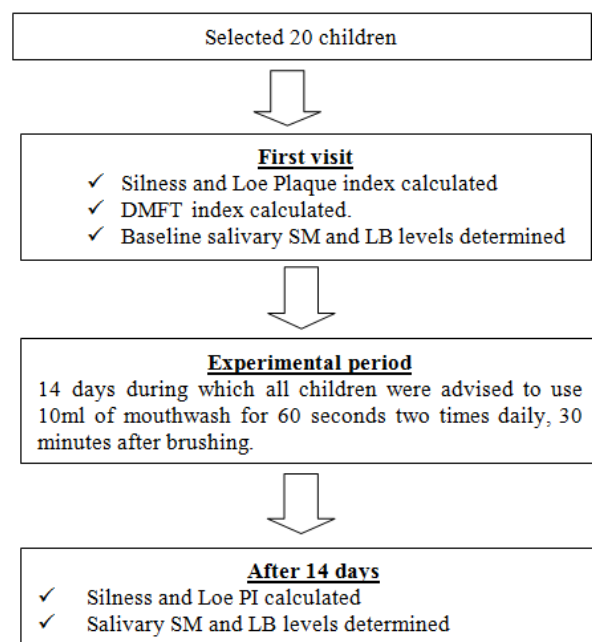 Selected 20 children
First visit
✓ Silness and Loe Plaque index calculated
✓ DMFT index calculated.
✓ Baseline salivary SM and LB levels determined
Experimental period
14 days during which all children were advised to use
10ml of mouthwash for 60 seconds two times daily, 30
minutes after brushing.
After 14 days
✓ Silness and Loe PI calculated
✓ Salivary SM and LB levels determined